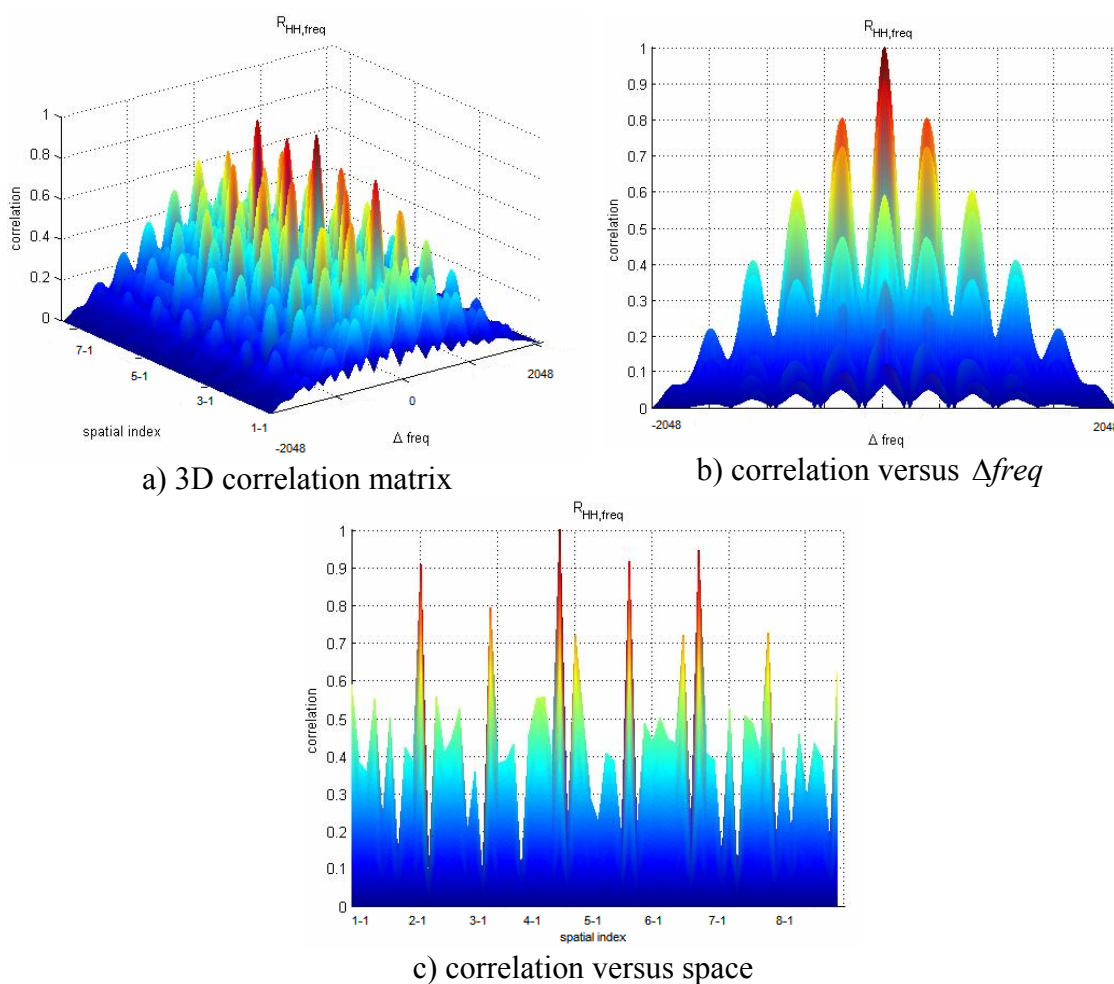 R_HH,freq
1
0.8
0.6
0.4
0.2
0
correlation
7-1
5-1
3-1
1-1
spatial index
-2048
0
2048
Δ freq
a) 3D correlation matrix
R_HH,freq
1
0.9
0.8
0.7
0.6
0.5
0.4
0.3
0.2
0.1
0
correlation
-2048
2048
Δ freq
b) correlation versus Δfreq
R_HH,freq
1
0.9
0.8
0.7
0.6
0.5
0.4
0.3
0.2
0.1
0
correlation
1-1 2-1 3-1 4-1 5-1 6-1 7-1 8-1
spatial index
c) correlation versus space